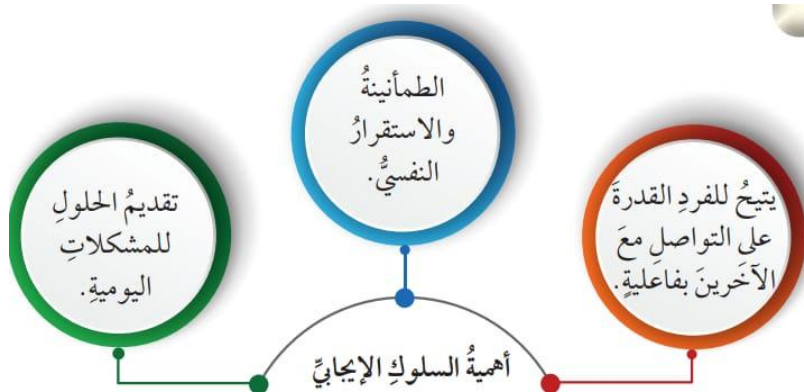 يتيحُ للفردِ القدرةَ
على التواصلِ معَ
الآخَرينَ بفاعليةٍ.
الطمأنينةُ
والاستقرارُ
النفسيُّ.
تقديمُ الحلولِ
للمشكلاتِ
اليوميةِ.
أهميةُ السلوكِ الإيجابيِّ